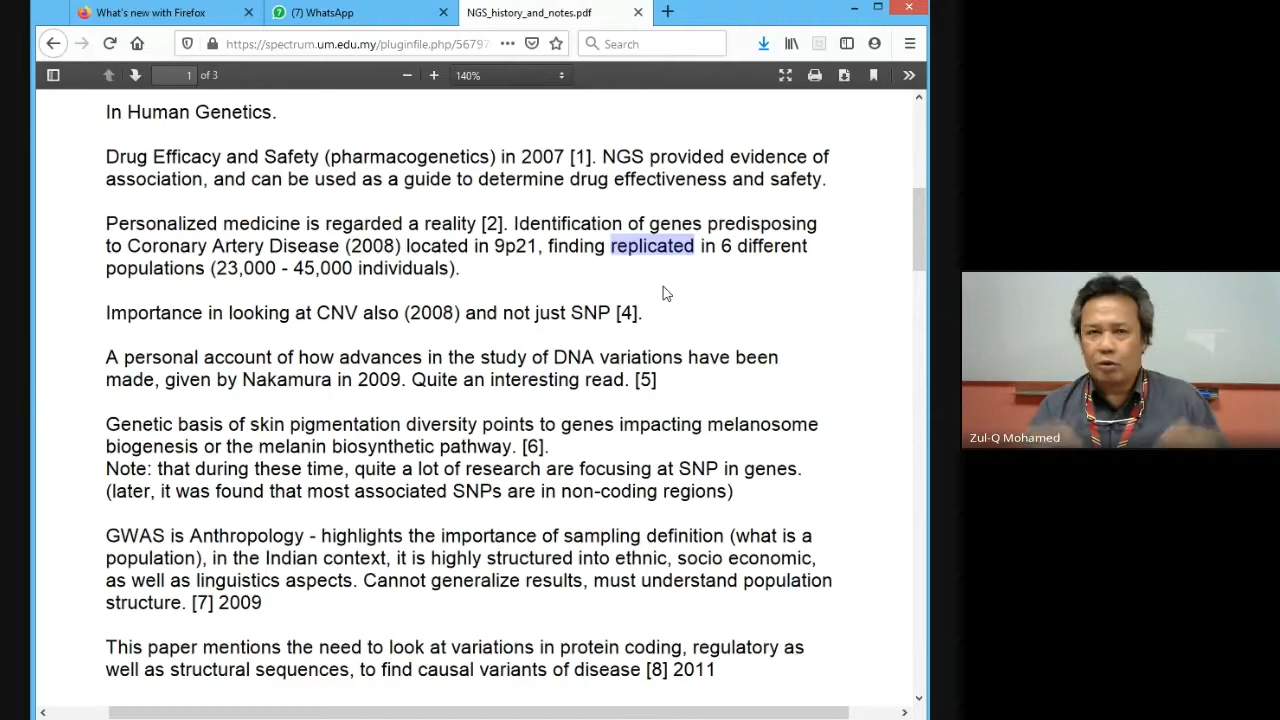 What's new with Firefox
(7) WhatsApp
NGS_history_and_notes.pdf
https://spectrum.um.edu.my/pluginfile.php/56797
Search
1 of 3
140%
In Human Genetics.
Drug Efficacy and Safety (pharmacogenetics) in 2007 [1]. NGS provided evidence of
association, and can be used as a guide to determine drug effectiveness and safety.
Personalized medicine is regarded a reality [2]. Identification of genes predisposing
to Coronary Artery Disease (2008) located in 9p21, finding replicated in 6 different
populations (23,000 - 45,000 individuals).
Importance in looking at CNV also (2008) and not just SNP [4].
A personal account of how advances in the study of DNA variations have been
made, given by Nakamura in 2009. Quite an interesting read. [5]
Genetic basis of skin pigmentation diversity points to genes impacting melanosome
biogenesis or the melanin biosynthetic pathway. [6].
Note: that during these time, quite a lot of research are focusing at SNP in genes.
(later, it was found that most associated SNPs are in non-coding regions)
GWAS is Anthropology - highlights the importance of sampling definition (what is a
population), in the Indian context, it is highly structured into ethnic, socio economic,
as well as linguistics aspects. Cannot generalize results, must understand population
structure. [7] 2009
This paper mentions the need to look at variations in protein coding, regulatory as
well as structural sequences, to find causal variants of disease [8] 2011
Zul-Q Mohamed